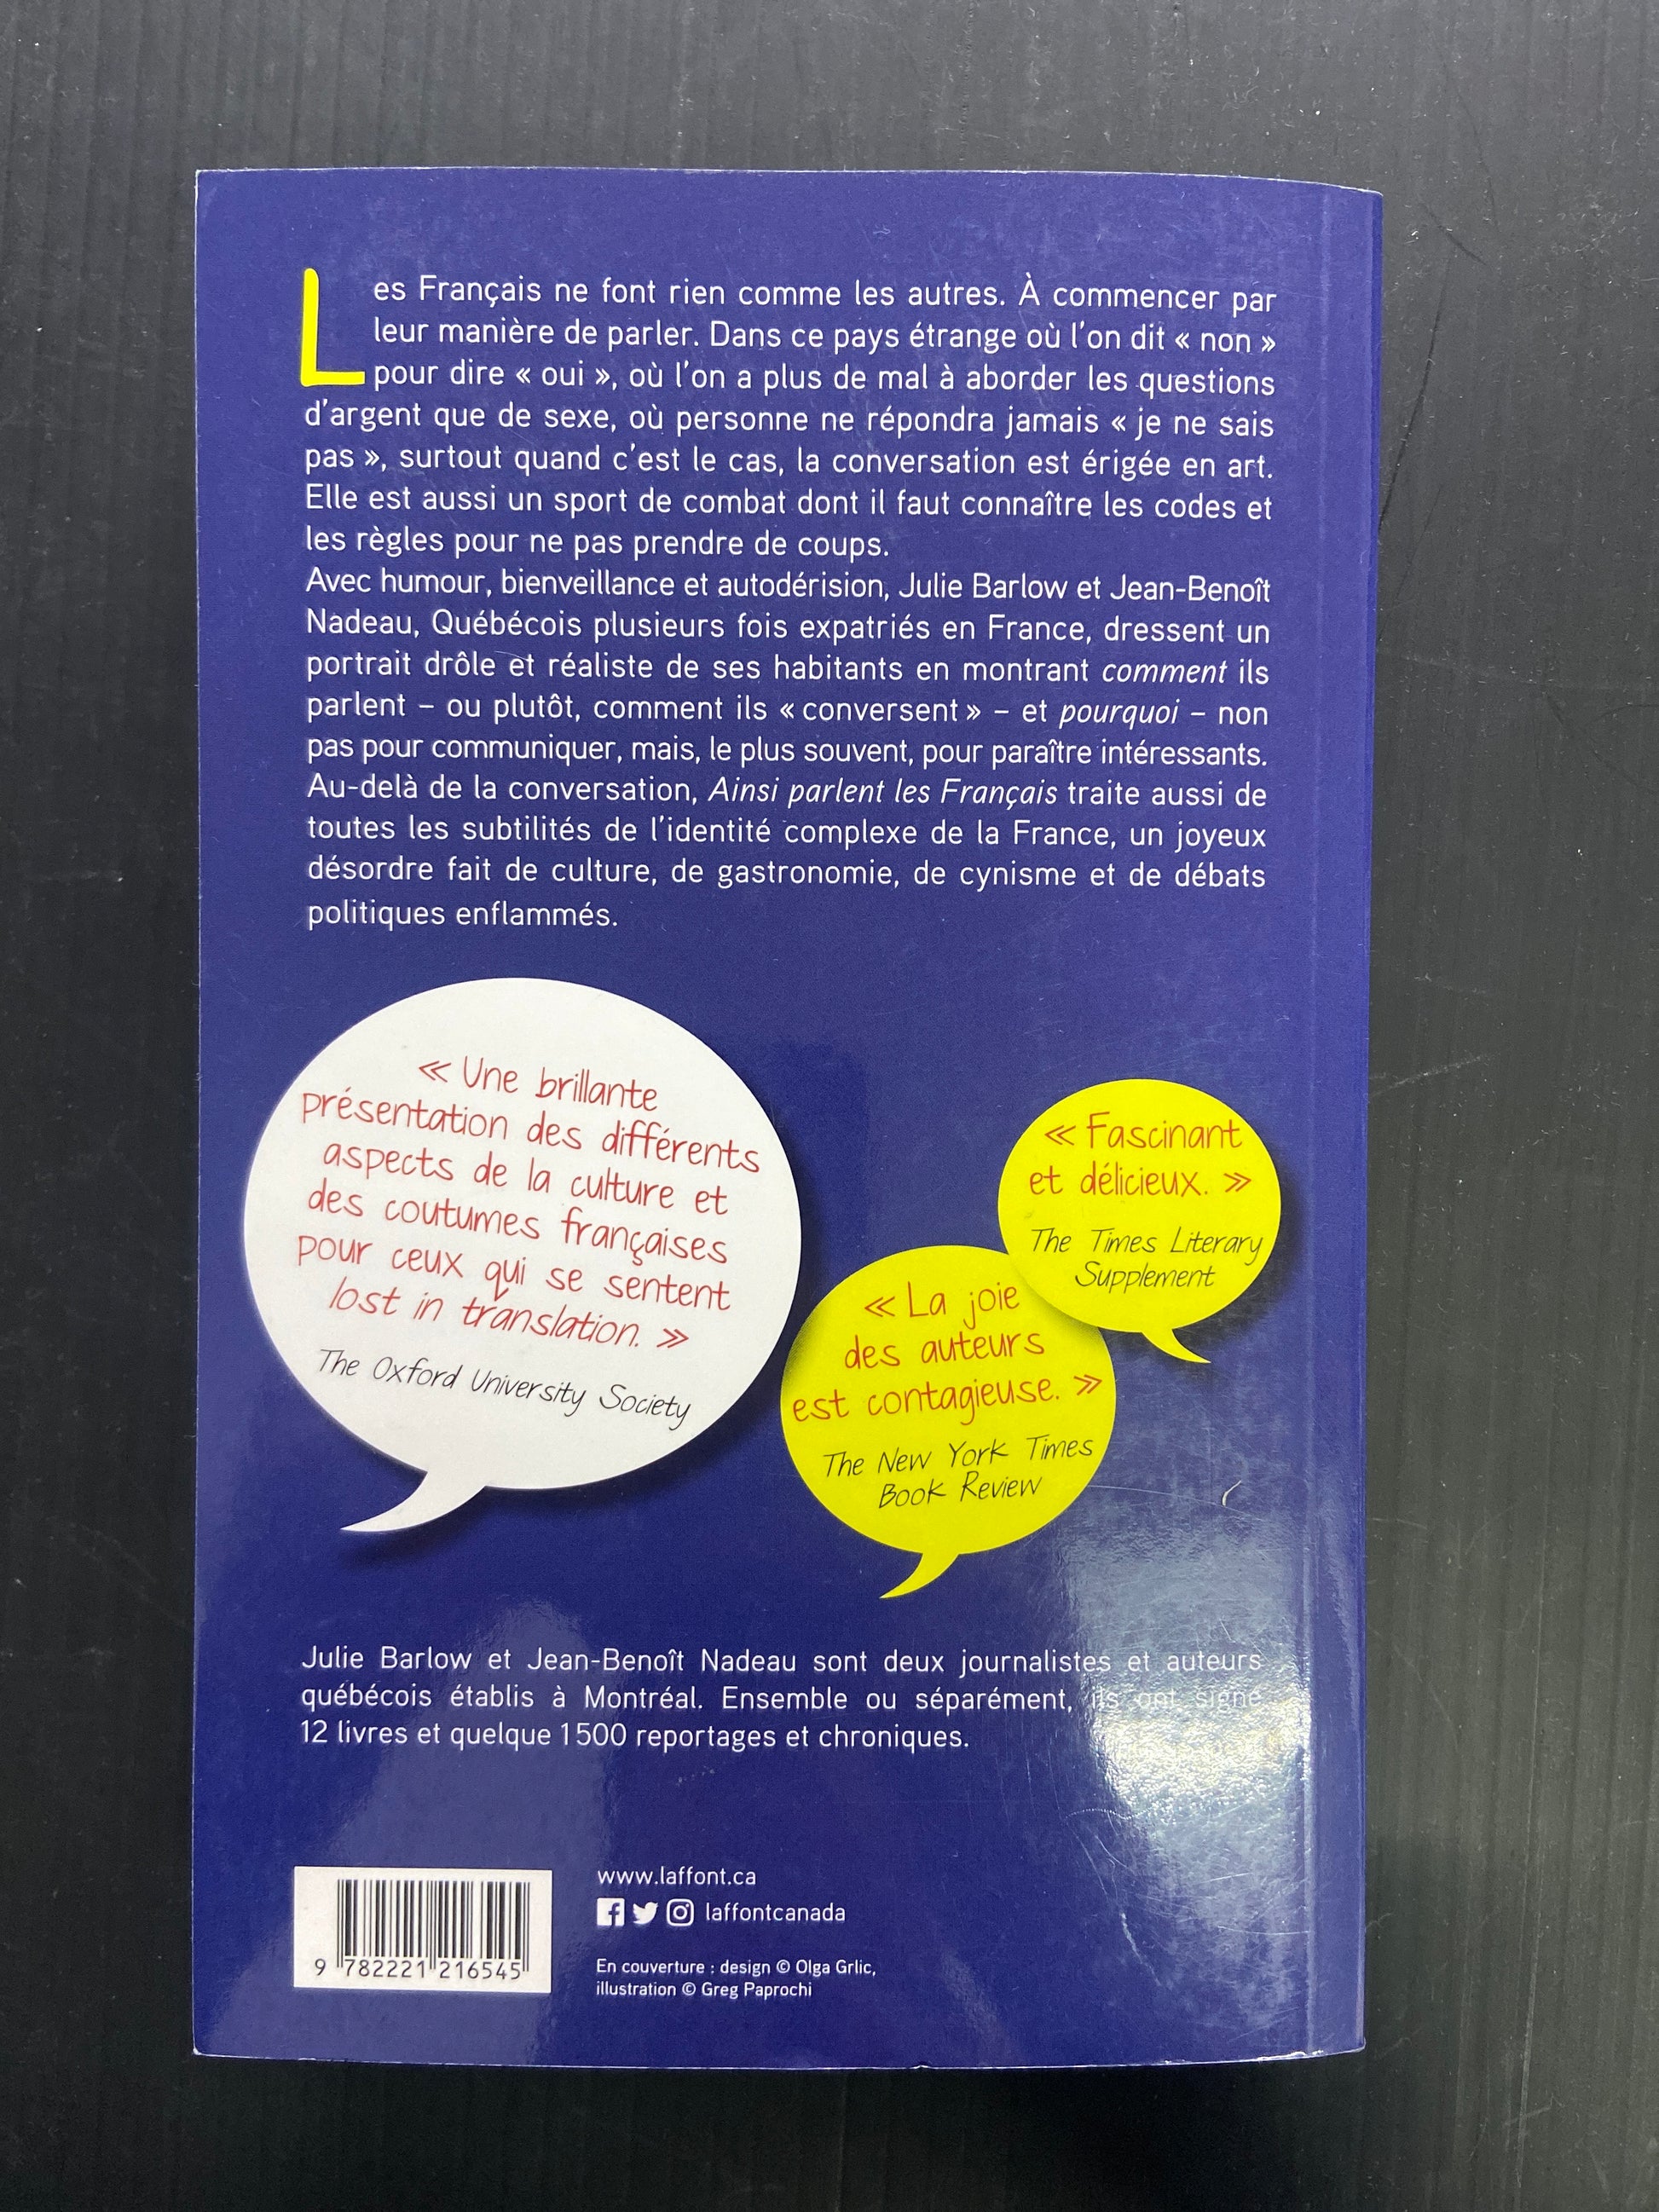 Les Français ne font rien comme les autres. À commencer par
leur manière de parler. Dans ce pays étrange où l'on dit « non »
pour dire « oui », où l'on a plus de mal à aborder les questions
d'argent que de sexe, où personne ne répondra jamais « je ne sais
pas », surtout quand c'est le cas, la conversation est érigée en art.
Elle est aussi un sport de combat dont il faut connaître les codes et
les règles pour ne pas prendre de coups.
Avec humour, bienveillance et autodérision, Julie Barlow et Jean-Benoît
Nadeau, Québécois plusieurs fois expatriés en France, dressent un
portrait drôle et réaliste de ses habitants en montrant comment ils
parlent – ou plutôt, comment ils « conversent » – et pourquoi – non
pas pour communiquer, mais, le plus souvent, pour paraître intéressants.
Au-delà de la conversation, Ainsi parlent les Français traite aussi de
toutes les subtilités de l'identité complexe de la France, un joyeux
désordre fait de culture, de gastronomie, de cynisme et de débats
politiques enflammés.
« Une brillante
présentation des différents
aspects de la culture et
des coutumes françaises
pour ceux qui se sentent
lost in translation. »
The Oxford University Society
« La joie
des auteurs
est contagieuse. »
The New York Times
Book Review
« Fascinant
et délicieux. »
The Times Literary
Supplement
Julie Barlow et Jean-Benoît Nadeau sont deux journalistes et auteurs
québécois établis à Montréal. Ensemble ou séparément, ils ont signé
12 livres et quelque 1 500 reportages et chroniques.
9 782221 216545
www.laffont.ca
laffontcanada
En couverture : design © Olga Grlic,
illustration © Greg Paprochi